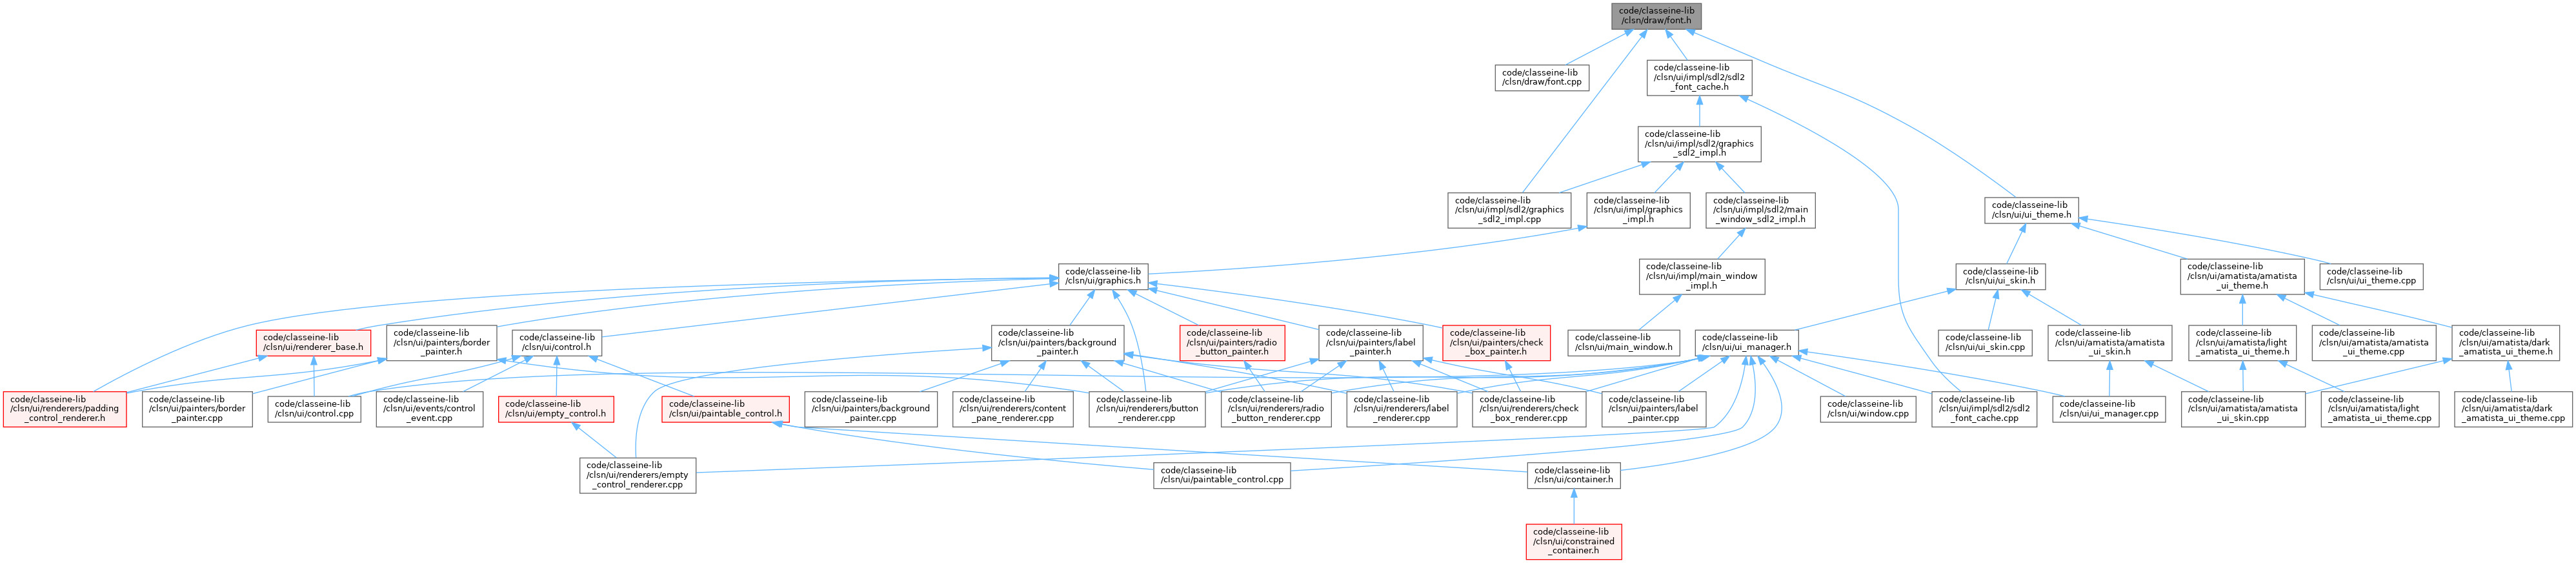 code/classeine-lib
/clsn/draw/font.h
code/classeine-lib
/clsn/draw/font.cpp
code/classeine-lib
/clsn/ui/impl/sdl2/sdl2
_font_cache.h
code/classeine-lib
/clsn/ui/impl/sdl2/graphics
_sdl2_impl.h
code/classeine-lib
/clsn/ui/impl/sdl2/graphics
_sdl2_impl.cpp
code/classeine-lib
/clsn/ui/impl/graphics
_impl.h
code/classeine-lib
/clsn/ui/impl/sdl2/main
_window_sdl2_impl.h
code/classeine-lib
/clsn/ui/ui_theme.h
code/classeine-lib
/clsn/ui/graphics.h
code/classeine-lib
/clsn/ui/impl/main_window
_impl.h
code/classeine-lib
/clsn/ui/ui_skin.h
code/classeine-lib
/clsn/ui/amatista/amatista
_ui_theme.h
code/classeine-lib
/clsn/ui/ui_theme.cpp
code/classeine-lib
/clsn/ui/renderer_base.h
code/classeine-lib
/clsn/ui/painters/border
_painter.h
code/classeine-lib
/clsn/ui/control.h
code/classeine-lib
/clsn/ui/painters/background
_painter.h
code/classeine-lib
/clsn/ui/painters/radio
_button_painter.h
code/classeine-lib
/clsn/ui/painters/label
_painter.h
code/classeine-lib
/clsn/ui/painters/check
_box_painter.h
code/classeine-lib
/clsn/ui/main_window.h
code/classeine-lib
/clsn/ui/ui_manager.h
code/classeine-lib
/clsn/ui/ui_skin.cpp
code/classeine-lib
/clsn/ui/amatista/amatista
_ui_skin.h
code/classeine-lib
/clsn/ui/amatista/light
_amatista_ui_theme.h
code/classeine-lib
/clsn/ui/amatista/amatista
_ui_theme.cpp
code/classeine-lib
/clsn/ui/amatista/dark
_amatista_ui_theme.h
code/classeine-lib
/clsn/ui/renderers/padding
_control_renderer.h
code/classeine-lib
/clsn/ui/painters/border
_painter.cpp
code/classeine-lib
/clsn/ui/control.cpp
code/classeine-lib
/clsn/ui/events/control
_event.cpp
code/classeine-lib
/clsn/ui/empty_control.h
code/classeine-lib
/clsn/ui/paintable_control.h
code/classeine-lib
/clsn/ui/painters/background
_painter.cpp
code/classeine-lib
/clsn/ui/renderers/content
_pane_renderer.cpp
code/classeine-lib
/clsn/ui/renderers/button
_renderer.cpp
code/classeine-lib
/clsn/ui/renderers/radio
_button_renderer.cpp
code/classeine-lib
/clsn/ui/renderers/label
_renderer.cpp
code/classeine-lib
/clsn/ui/renderers/check
_box_renderer.cpp
code/classeine-lib
/clsn/ui/painters/label
_painter.cpp
code/classeine-lib
/clsn/ui/window.cpp
code/classeine-lib
/clsn/ui/impl/sdl2/sdl2
_font_cache.cpp
code/classeine-lib
/clsn/ui/ui_manager.cpp
code/classeine-lib
/clsn/ui/amatista/amatista
_ui_skin.cpp
code/classeine-lib
/clsn/ui/amatista/light
_amatista_ui_theme.cpp
code/classeine-lib
/clsn/ui/amatista/dark
_amatista_ui_theme.cpp
code/classeine-lib
/clsn/ui/renderers/empty
_control_renderer.cpp
code/classeine-lib
/clsn/ui/paintable_control.cpp
code/classeine-lib
/clsn/ui/container.h
code/classeine-lib
/clsn/ui/constrained
_container.h